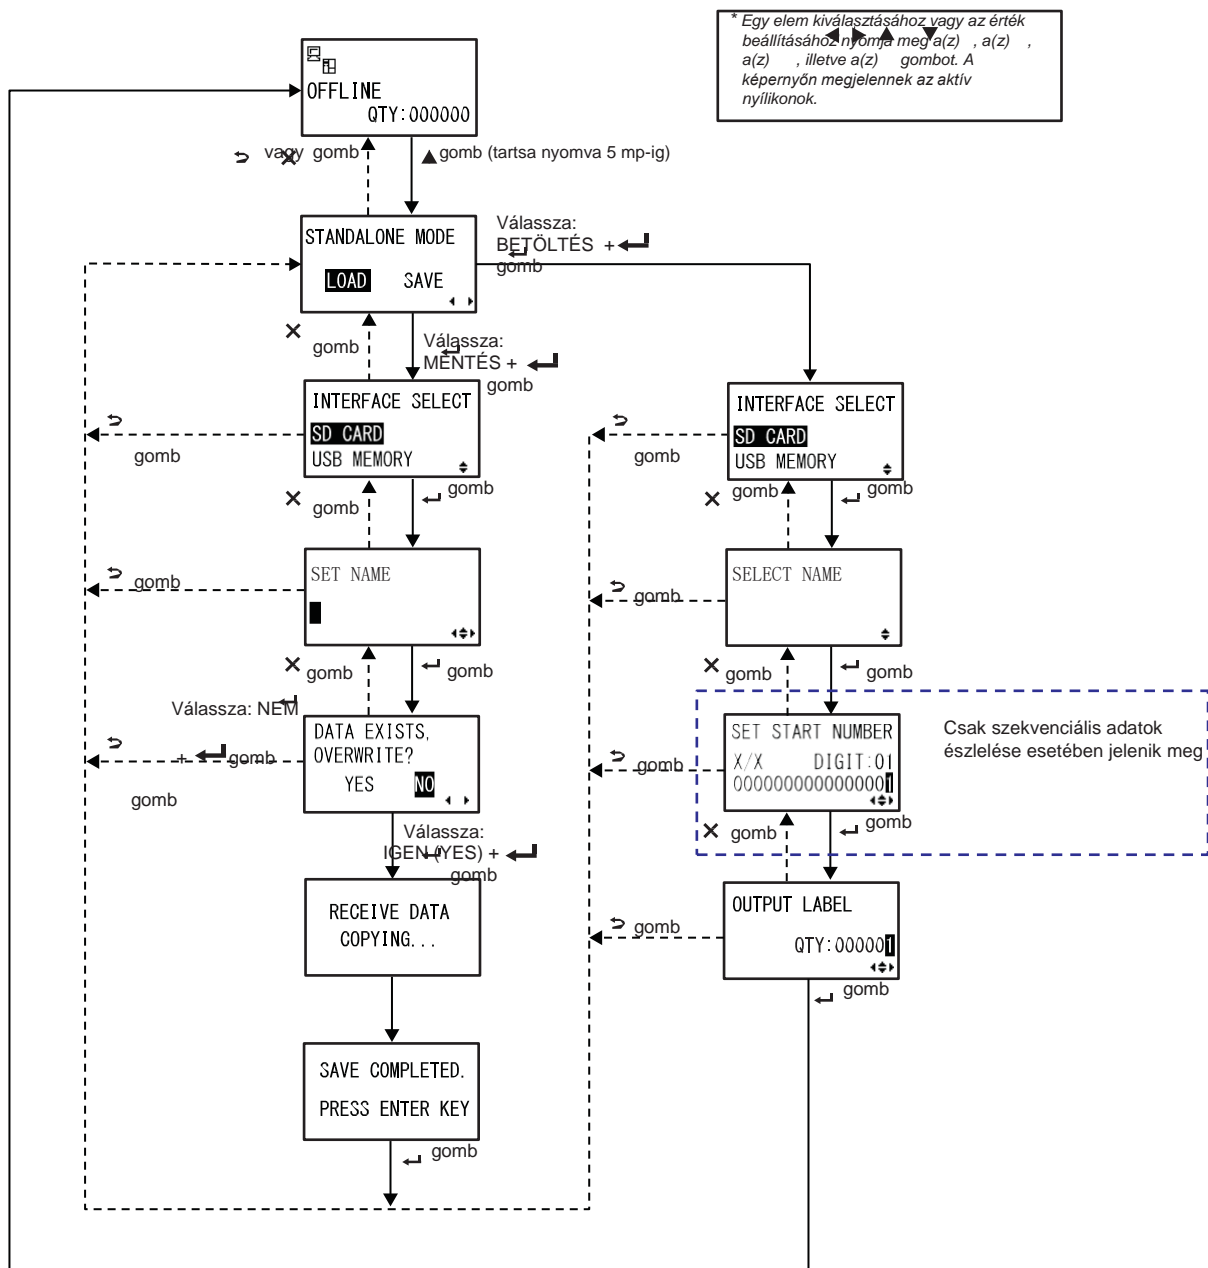 * Egy elem kiválasztásához vagy az érték
beállításához nyomja meg a(z) ◀ , a(z) ▶ ,
a(z) ▲ , illetve a(z) ▼ gombot. A
képernyőn megjelennek az aktív
nyílikonok.
OFFLINE
QTY:000000
vagy gomb
▲ gomb (tartsa nyomva 5 mp-ig)
STANDALONE MODE
LOAD SAVE
Válassza:
BETÖLTÉS +
gomb
gomb
Válassza:
MENTÉS +
gomb
INTERFACE SELECT
SD CARD
USB MEMORY
gomb
gomb
gomb
SET NAME
gomb
gomb
gomb
Válassza: NEM
+ gomb
gomb
DATA EXISTS,
OVERWRITE?
YES NO
Válassza:
IGEN (YES) +
gomb
RECEIVE DATA
COPYING...
SAVE COMPLETED.
PRESS ENTER KEY
gomb
INTERFACE SELECT
SD CARD
USB MEMORY
gomb
gomb
gomb
SELECT NAME
gomb
gomb
gomb
SET START NUMBER
X/X DIGIT:01
0000000000000001
gomb
Csak szekvenciális adatok
észlelése esetében jelenik meg
gomb
gomb
OUTPUT LABEL
QTY:000001
gomb
gomb